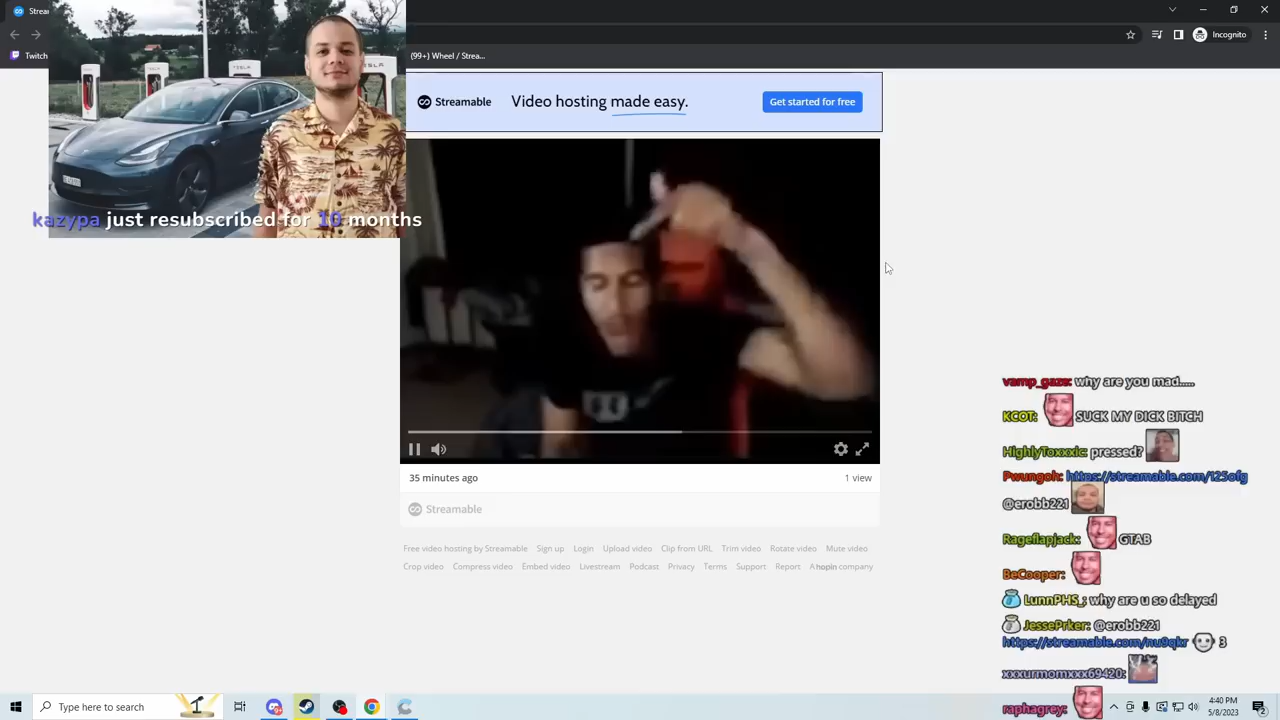 Strea
Incognito
Twitch
(99+) Wheel / Strea...
TESLA
kazypa just resubscribed for 10 months
Streamable
Video hosting made easy.
Get started for free
35 minutes ago
1 view
Streamable
Free video hosting by Streamable Sign up Login Upload video Clip from URL Trim video Rotate video Mute video
Crop video Compress video Embed video Livestream Podcast Privacy Terms Support Report A hopin company
vamp_gaze: why are you mad.....
KCOT: SUCK MY DICK BITCH
HighlyToxxxic: pressed?
Pwungoh: https://streamable.com/t25ofg
@erobb221
Rageflapjack: GTAB
BeCooper:
LunnPHS_: why are u so delayed
JessePrker: @erobb221
https://streamable.com/nu9qkr 3
xxxurmomxxx69420:
raphagrey:
Type here to search
4:40 PM
5/8/2023